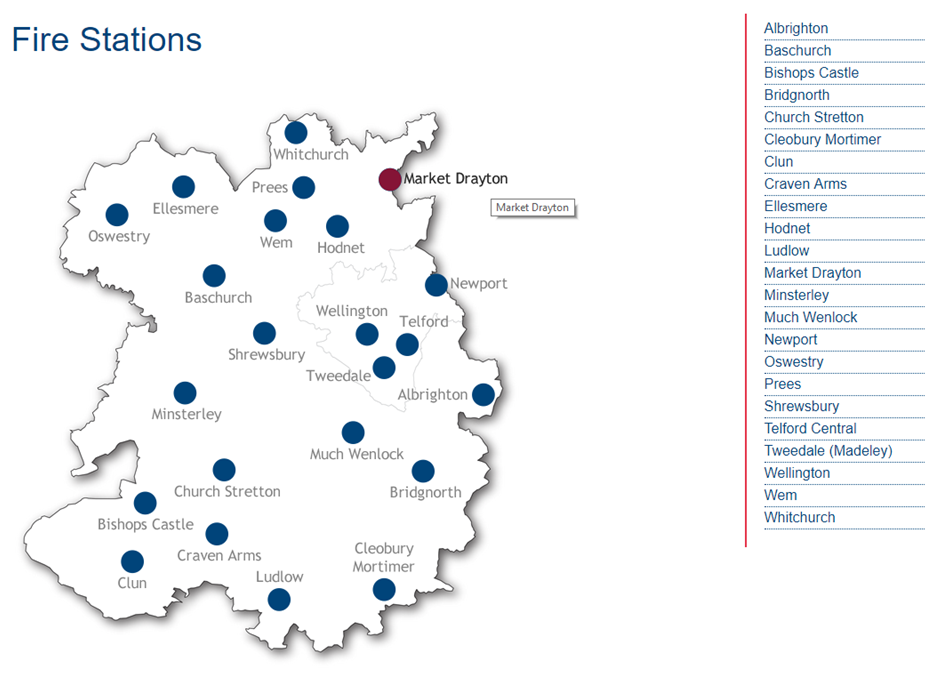 Fire Stations
Whitchurch
Prees
Market Drayton
Market Drayton
Ellesmere
Oswestry
Wem
Hodnet
Baschurch
Newport
Wellington
Telford
Shrewsbury
Tweedale
Albrighton
Minsterley
Much Wenlock
Church Stretton
Bridgnorth
Bishops Castle
Craven Arms
Cleobury
Mortimer
Clun
Ludlow
Albrighton
Baschurch
Bishops Castle
Bridgnorth
Church Stretton
Cleobury Mortimer
Clun
Craven Arms
Ellesmere
Hodnet
Ludlow
Market Drayton
Minsterley
Much Wenlock
Newport
Oswestry
Prees
Shrewsbury
Telford Central
Tweedale (Madeley)
Wellington
Wem
Whitchurch